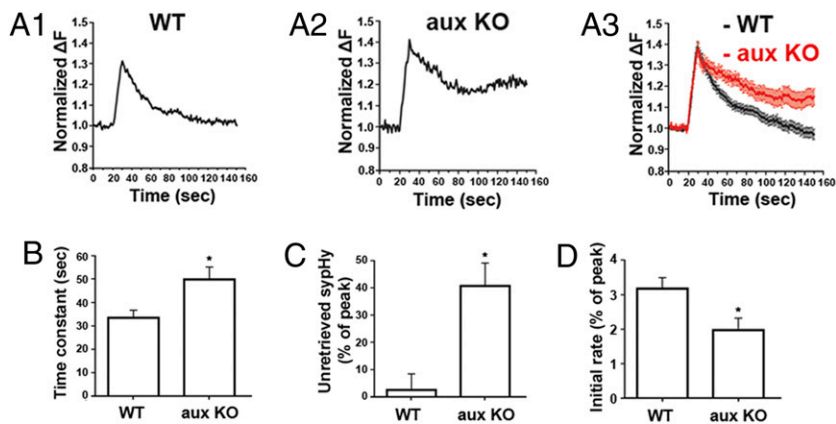 A1
WT
Normalized ΔF
1.5
1.4
1.3
1.2
1.1
1.0
0.9
0.8
0 20 40 60 80 100 120 140 160
Time (sec)
A2
aux KO
Normalized ΔF
1.5
1.4
1.3
1.2
1.1
1.0
0.9
0.8
0 20 40 60 80 100 120 140 160
Time (sec)
A3
- WT
- aux KO
Normalized ΔF
1.5
1.4
1.3
1.2
1.1
1.0
0.9
0.8
0 20 40 60 80 100 120 140 160
Time (sec)
B
Time constant (sec)
60
50
40
30
20
10
0
*
WT aux KO
C
Unretrieved sypHy
(% of peak)
50
40
30
20
10
0
*
WT aux KO
D
Initial rate (% of peak)
4
3
2
1
0
*
WT aux KO